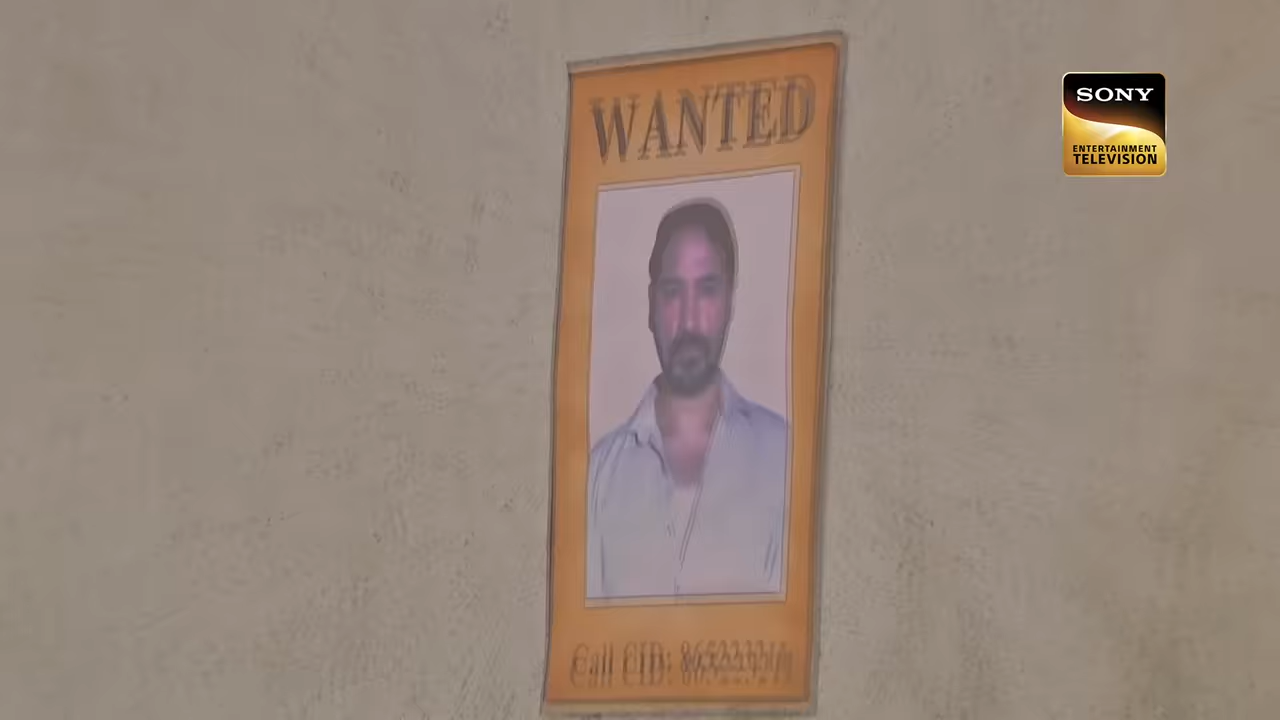 WANTED
SONY
ENTERTAINMENT
TELEVISION
Call CID: